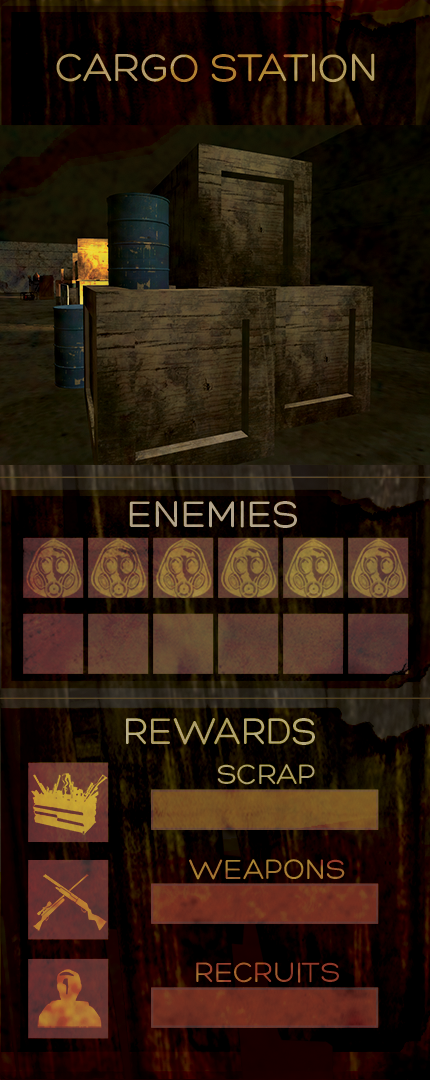 CARGO STATION
ENEMIES
REWARDS
SCRAP
WEAPONS
RECRUITS